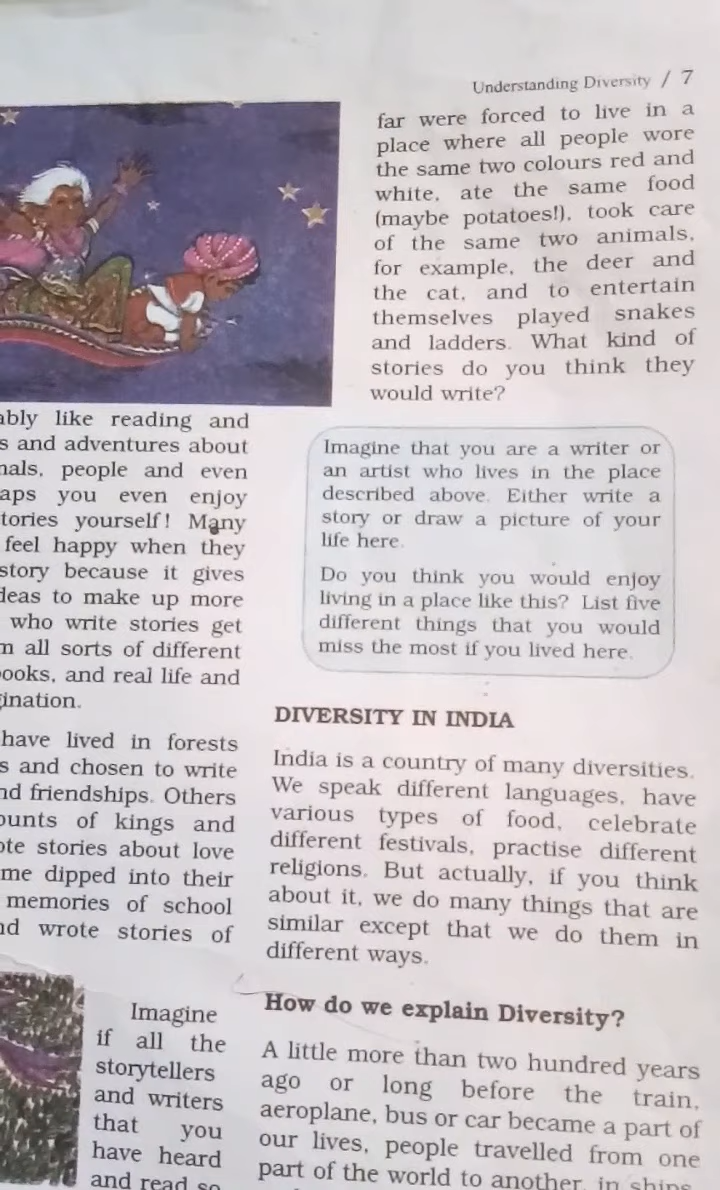 Understanding Diversity / 7
ably like reading and
s and adventures about
nals, people and even
aps you even enjoy
tories yourself! Many
feel happy when they
story because it gives
deas to make up more
who write stories get
m all sorts of different
ooks, and real life and
gination.
have lived in forests
s and chosen to write
nd friendships. Others
ounts of kings and
ote stories about love
me dipped into their
memories of school
nd wrote stories of
Imagine
if all the
storytellers
and writers
that you
have heard
and read so
far were forced to live in a
place where all people wore
the same two colours red and
white, ate the same food
(maybe potatoes!), took care
of the same two animals,
for example, the deer and
the cat, and to entertain
themselves played snakes
and ladders. What kind of
stories do you think they
would write?
Imagine that you are a writer or
an artist who lives in the place
described above. Either write a
story or draw a picture of your
life here.
Do you think you would enjoy
living in a place like this? List five
different things that you would
miss the most if you lived here.
DIVERSITY IN INDIA
India is a country of many diversities.
We speak different languages, have
various types of food, celebrate
different festivals, practise different
religions. But actually, if you think
about it, we do many things that are
similar except that we do them in
different ways.
How do we explain Diversity?
A little more than two hundred years
ago or long before the train,
aeroplane, bus or car became a part of
our lives, people travelled from one
part of the world to another, in ships,